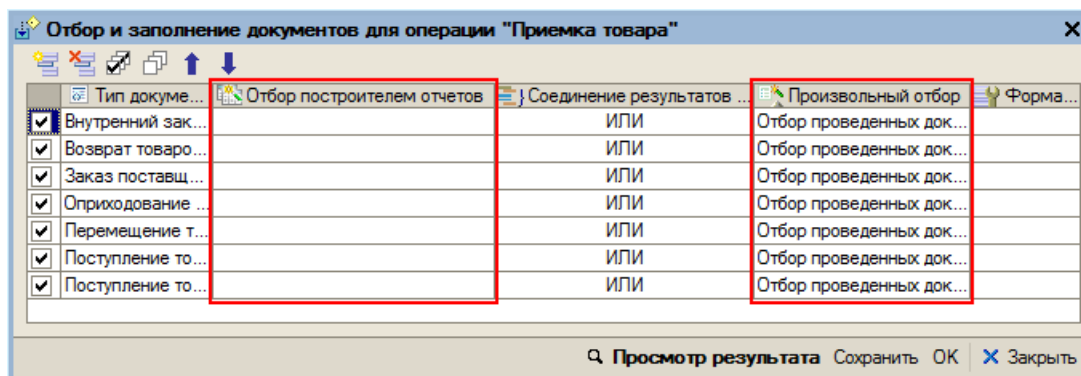 Отбор и заполнение документов для операции "Приемка товара"
Тип докуме... Отбор построителем отчетов Соединение результатов ... Произвольный отбор Форма...
Внутренний зак... ИЛИ Отбор проведенных док...
Возврат товаро... ИЛИ Отбор проведенных док...
Заказ поставщ... ИЛИ Отбор проведенных док...
Оприходование ... ИЛИ Отбор проведенных док...
Перемещение т... ИЛИ Отбор проведенных док...
Поступление то... ИЛИ Отбор проведенных док...
Поступление то... ИЛИ Отбор проведенных док...
Просмотр результата Сохранить OK Закрыть